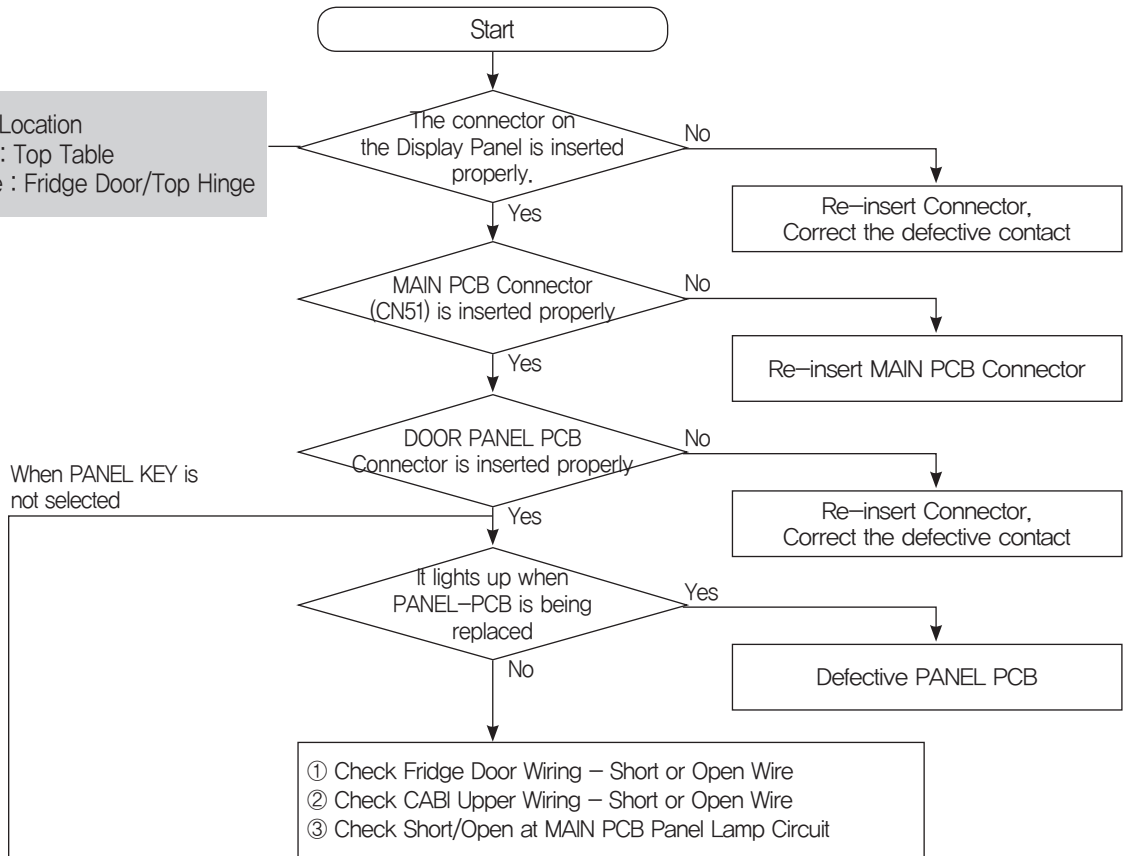 Start
Location
: Top Table
: Fridge Door/Top Hinge
The connector on
the Display Panel is inserted
properly.
No
Re-insert Connector,
Correct the defective contact
Yes
MAIN PCB Connector
(CN51) is inserted properly
No
Re-insert MAIN PCB Connector
Yes
DOOR PANEL PCB
Connector is inserted properly
No
Re-insert Connector,
Correct the defective contact
When PANEL KEY is
not selected
Yes
It lights up when
PANEL-PCB is being
replaced
Yes
Defective PANEL PCB
No
① Check Fridge Door Wiring - Short or Open Wire
② Check CABI Upper Wiring - Short or Open Wire
③ Check Short/Open at MAIN PCB Panel Lamp Circuit